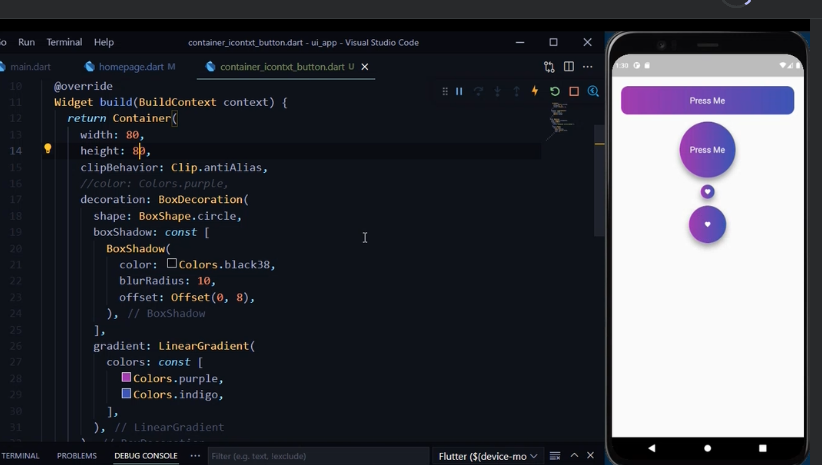 Run Terminal Help container_icontxt_button.dart - ui_app - Visual Studio Code
main.dart homepage.dart M container_icontxt_button.dart U
10 @override
11 Widget build(BuildContext context) {
12 return Container(
13 width: 80,
14 height: 80,
15 clipBehavior: Clip.antiAlias,
16 //color: Colors.purple,
17 decoration: BoxDecoration(
18 shape: BoxShape.circle,
19 boxShadow: const [
20 BoxShadow(
21 color: Colors.black38,
22 blurRadius: 10,
23 offset: Offset(0, 8),
24 ), // BoxShadow
25 ],
26 gradient: LinearGradient(
27 colors: const [
28 Colors.purple,
29 Colors.indigo,
30 ],
31 ), // LinearGradient
TERMINAL PROBLEMS DEBUG CONSOLE ... Filter (e.g. text, !exclude) Flutter ($(device-mo
Press Me
Press Me